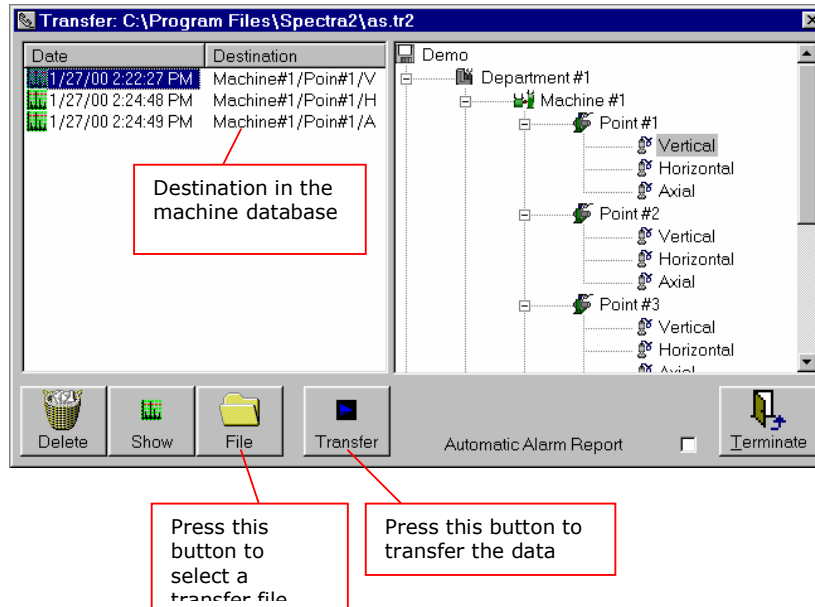 Transfer: C:\Program Files\Spectra2\as.tr2
Date Destination
1/27/00 2:22:27 PM Machine#1/Poin#1/V
1/27/00 2:24:48 PM Machine#1/Poin#1/H
1/27/00 2:24:49 PM Machine#1/Poin#1/A
Destination in the
machine database
Demo
Department #1
Machine #1
Point #1
Vertical
Horizontal
Axial
Point #2
Vertical
Horizontal
Axial
Point #3
Vertical
Horizontal
Axial
Delete
Show
File
Transfer
Automatic Alarm Report
Terminate
Press this
button to
select a
transfer file
Press this button to
transfer the data